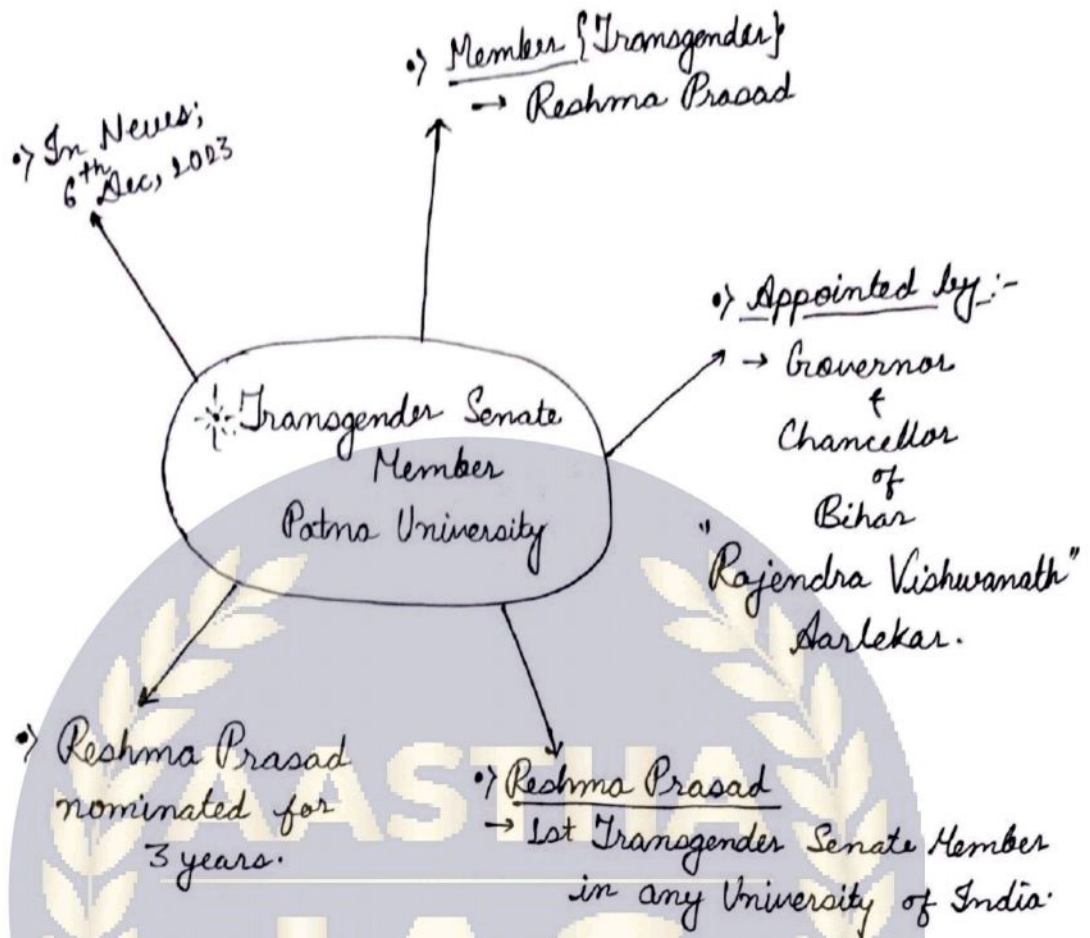 •) In News;
6th Dec, 2023
•) Member {Transgender}
→ Reshma Prasad
•) Appointed by :-
→ Governor
&
Chancellor
of
Bihar
"Rajendra Vishwanath"
Aarlekar.
Transgender Senate
Member
Patna University
•) Reshma Prasad
nominated for
3 years.
•) Reshma Prasad
→ 1st Transgender Senate Member
in any University of India.
AASTHA
IAS